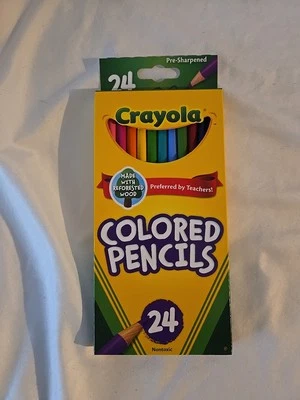 Pre-Sharpened
24
Crayola
MADE
WITH
REFORESTED
WOOD
Preferred by Teachers!
COLORED
PENCILS
24
Nontoxic